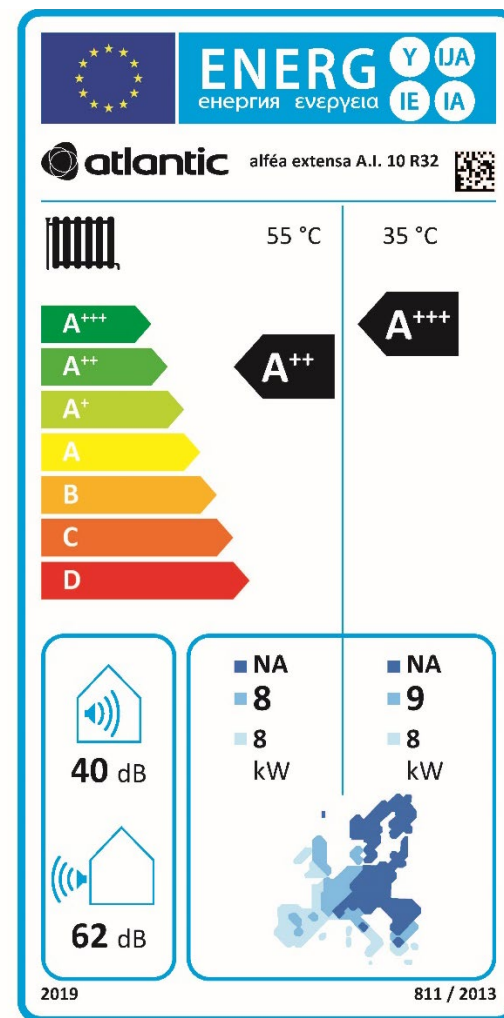 ENERG Y IJA
енергия ενεργεια IE IA
atlantic alféa extensa A.I. 10 R32
55 °C 35 °C
A+++
A++
A+
A
B
C
D
A++
A+++
40 dB
62 dB
NA
8
8
kW
NA
9
8
kW
2019 811 / 2013